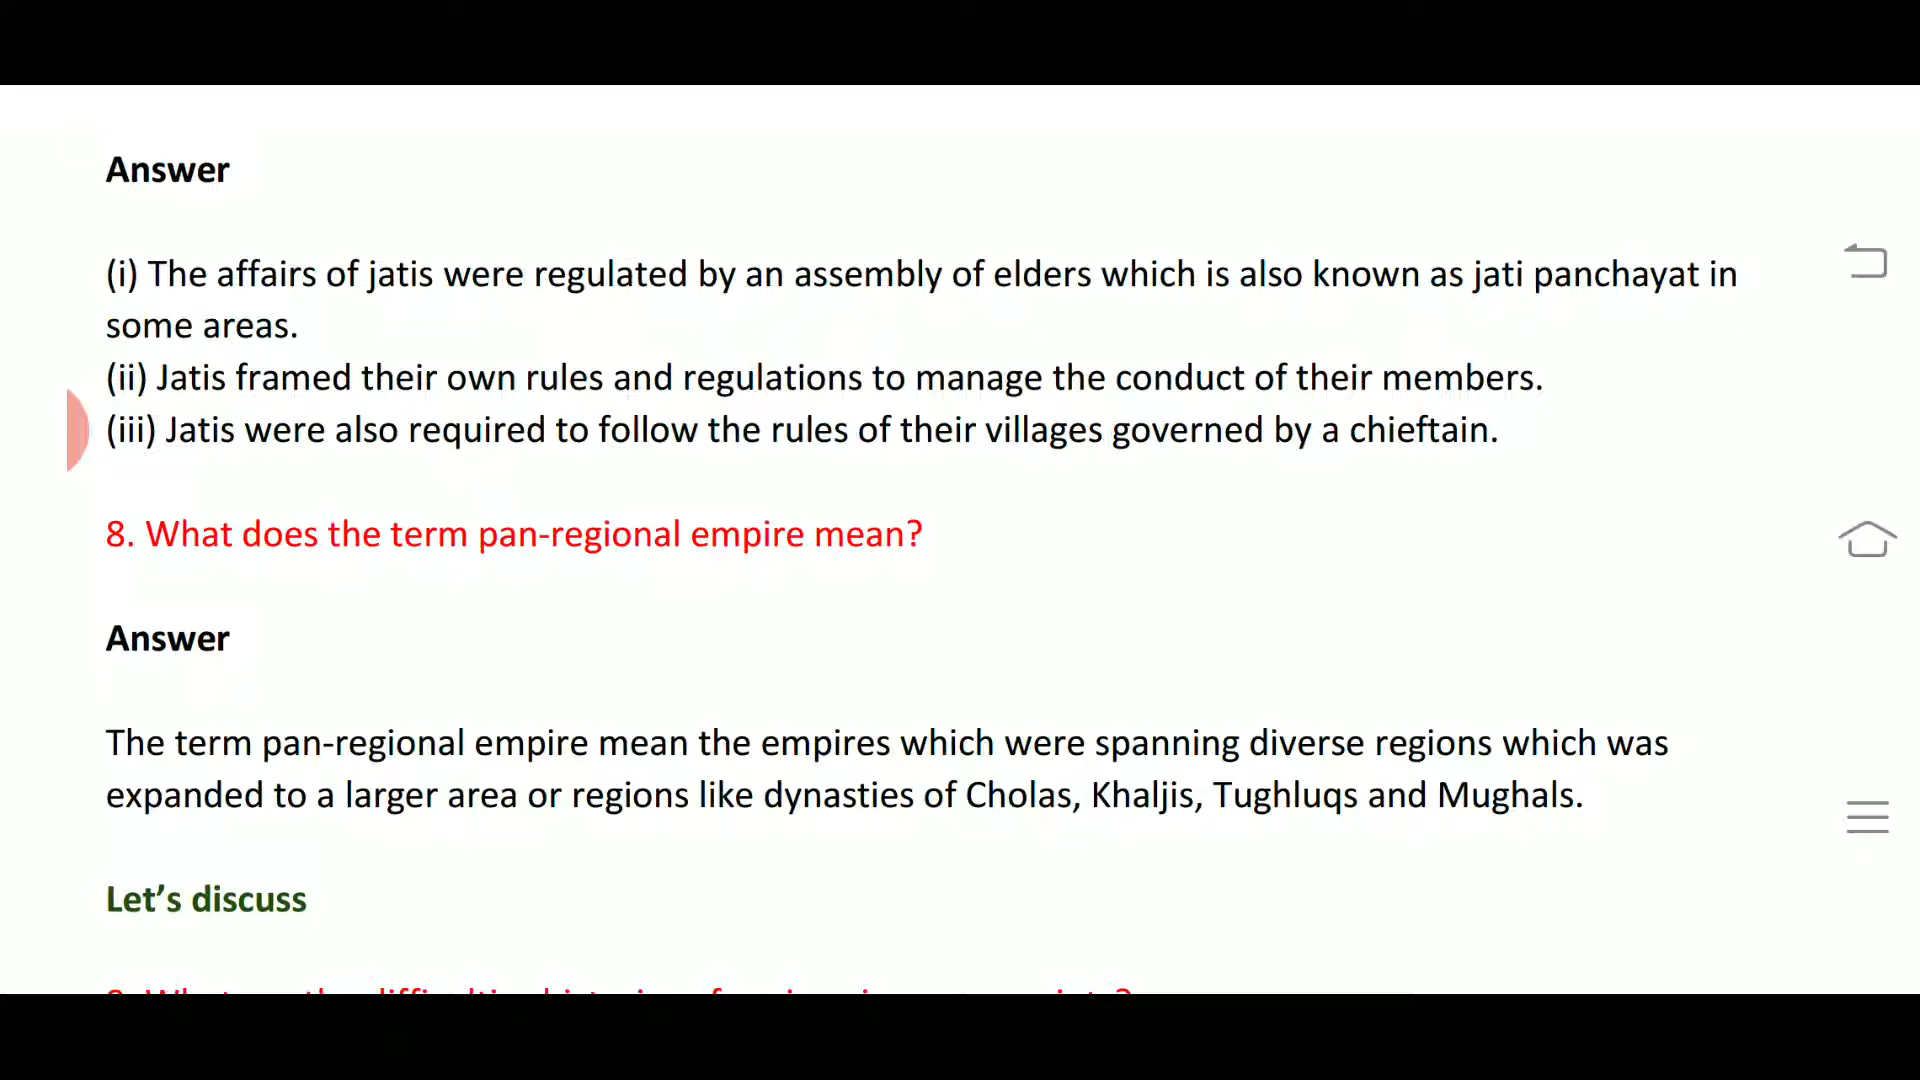 Answer
(i) The affairs of jatis were regulated by an assembly of elders which is also known as jati panchayat in
some areas.
(ii) Jatis framed their own rules and regulations to manage the conduct of their members.
(iii) Jatis were also required to follow the rules of their villages governed by a chieftain.
8. What does the term pan-regional empire mean?
Answer
The term pan-regional empire mean the empires which were spanning diverse regions which was
expanded to a larger area or regions like dynasties of Cholas, Khaljis, Tughluqs and Mughals.
Let’s discuss